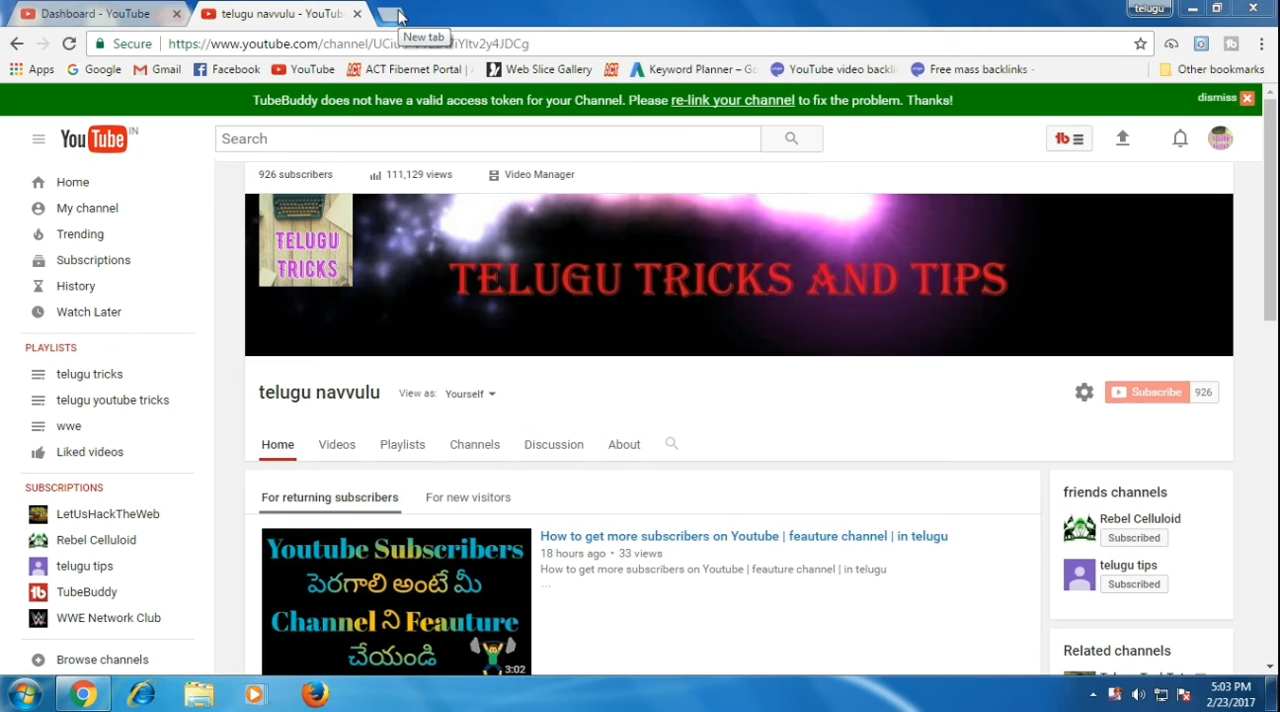 Dashboard - YouTube
telugu navvulu - YouTub
telugu
New tab
Secure
https://www.youtube.com/channel/
Apps
Google
Gmail
Facebook
YouTube
ACT Fibernet Portal
Web Slice Gallery
Keyword Planner – Go
YouTube video backli
Free mass backlinks -
Other bookmarks
TubeBuddy does not have a valid access token for your Channel. Please re-link your channel to fix the problem. Thanks!
dismiss
YouTube IN
Search
926 subscribers
111,129 views
Video Manager
Home
My channel
Trending
Subscriptions
History
Watch Later
PLAYLISTS
telugu tricks
telugu youtube tricks
wwe
Liked videos
SUBSCRIPTIONS
LetUsHackTheWeb
Rebel Celluloid
telugu tips
TubeBuddy
WWE Network Club
Browse channels
TELUGU
TRICKS
TELUGU TRICKS AND TIPS
telugu navvulu
View as: Yourself
Subscribe 926
Home
Videos
Playlists
Channels
Discussion
About
For returning subscribers
For new visitors
Youtube Subscribers
పెరగాలి అంటే మీ
Channel ని Feauture
చేయండి
3:02
How to get more subscribers on Youtube | feauture channel | in telugu
18 hours ago • 33 views
How to get more subscribers on Youtube | feauture channel | in telugu
...
friends channels
Rebel Celluloid
Subscribed
telugu tips
Subscribed
Related channels
5:03 PM
2/23/2017